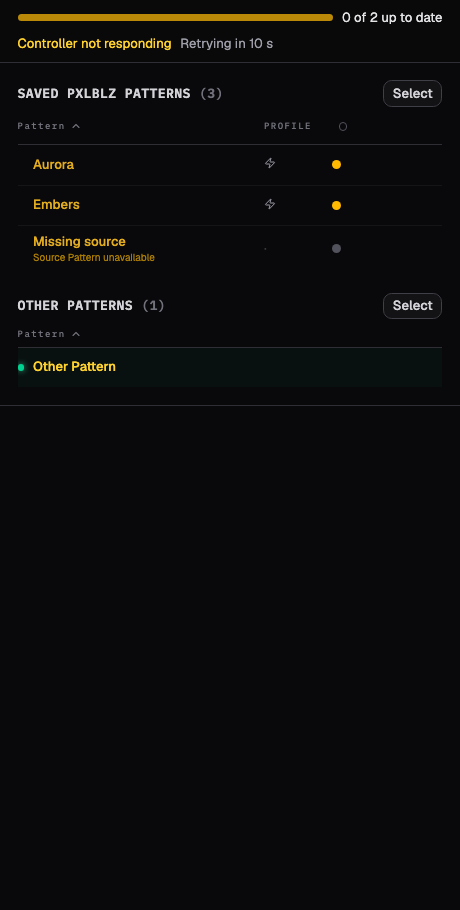 0 of 2 up to date
Controller not responding Retrying in 10 s
SAVED PXLBLZ PATTERNS (3)
Select
Pattern PROFILE
Aurora
Embers
Missing source
Source Pattern unavailable
OTHER PATTERNS (1)
Select
Pattern
Other Pattern